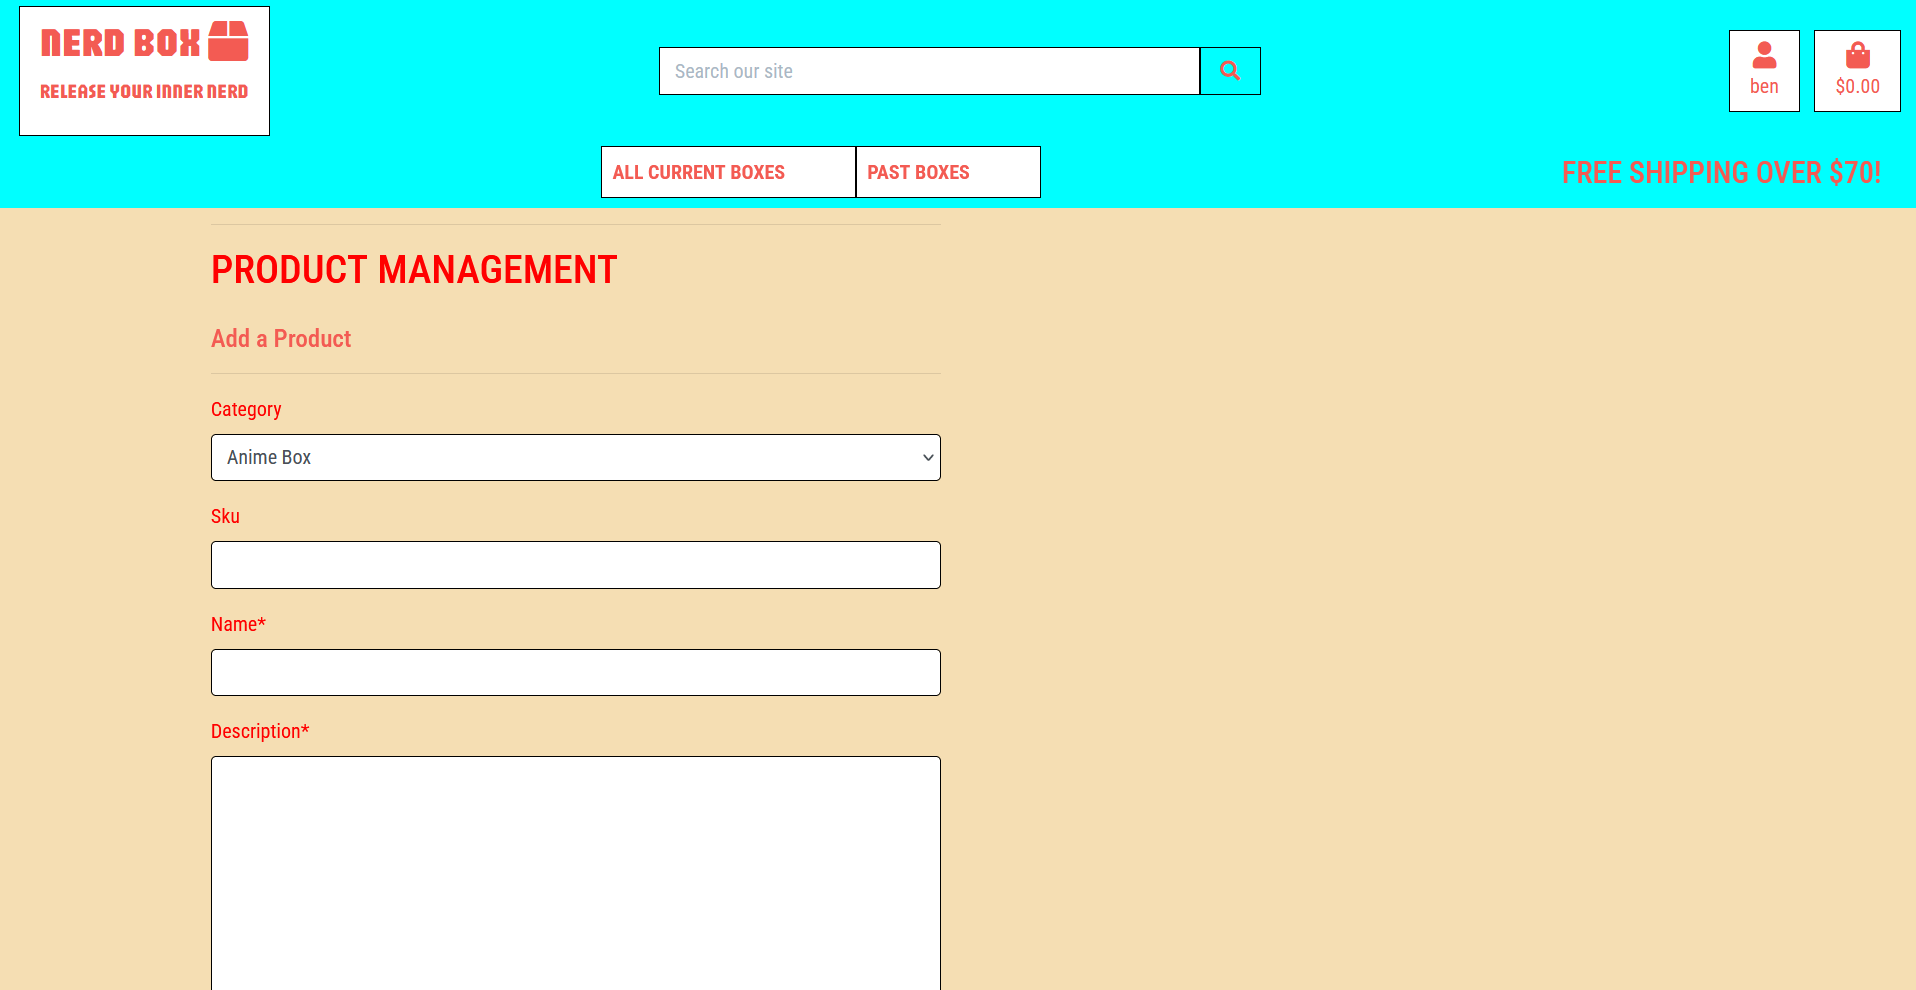 NERD BOX
RELEASE YOUR INNER NERD
Search our site
ben
$0.00
ALL CURRENT BOXES
PAST BOXES
FREE SHIPPING OVER $70!
PRODUCT MANAGEMENT
Add a Product
Category
Anime Box
Sku
Name*
Description*